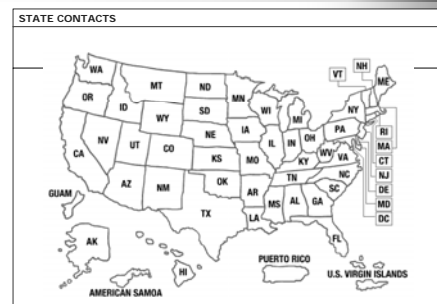 STATE CONTACTS
WA
MT
ND
MN
VT
NH
ME
OR
ID
WY
SD
WI
MI
NY
NV
UT
CO
NE
IA
IL
IN
OH
PA
RI
MA
CT
NJ
DE
MD
DC
CA
KS
MO
KY
WV
VA
AZ
NM
OK
AR
TN
NC
SC
TX
LA
MS
AL
GA
FL
GUAM
AK
HI
AMERICAN SAMOA
PUERTO RICO
U.S. VIRGIN ISLANDS